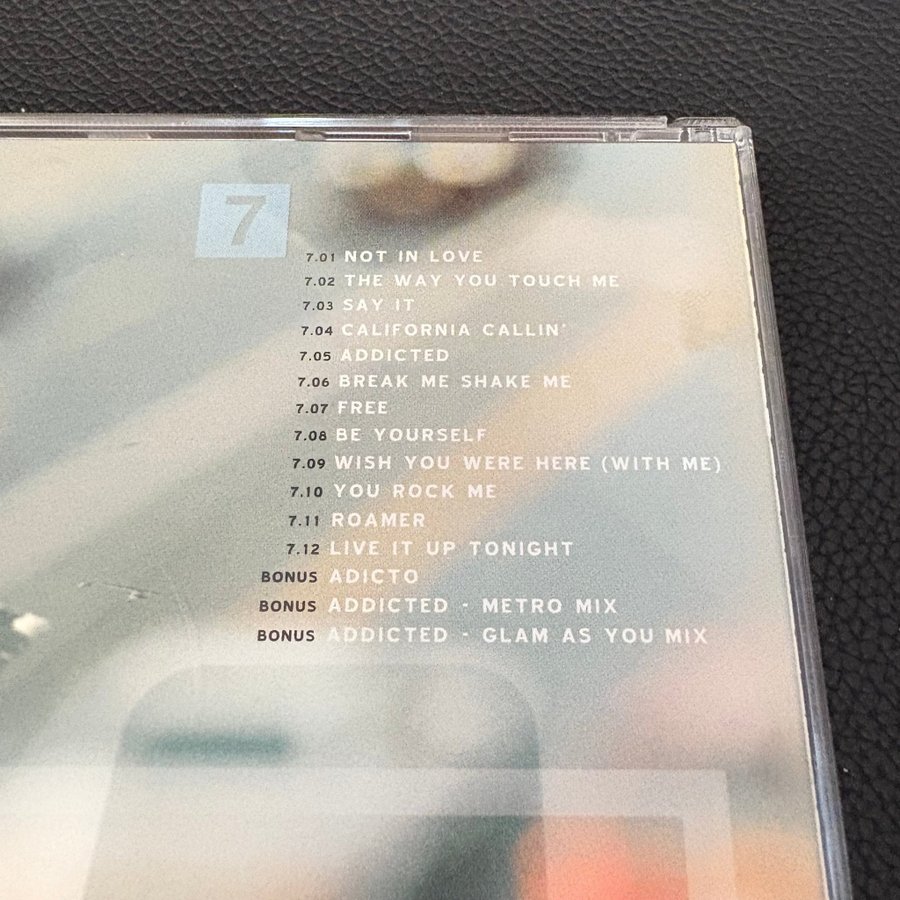 7
7.01 NOT IN LOVE
7.02 THE WAY YOU TOUCH ME
7.03 SAY IT
7.04 CALIFORNIA CALLIN'
7.05 ADDICTED
7.06 BREAK ME SHAKE ME
7.07 FREE
7.08 BE YOURSELF
7.09 WISH YOU WERE HERE (WITH ME)
7.10 YOU ROCK ME
7.11 ROAMER
7.12 LIVE IT UP TONIGHT
BONUS ADICTO
BONUS ADDICTED - METRO MIX
BONUS ADDICTED - GLAM AS YOU MIX